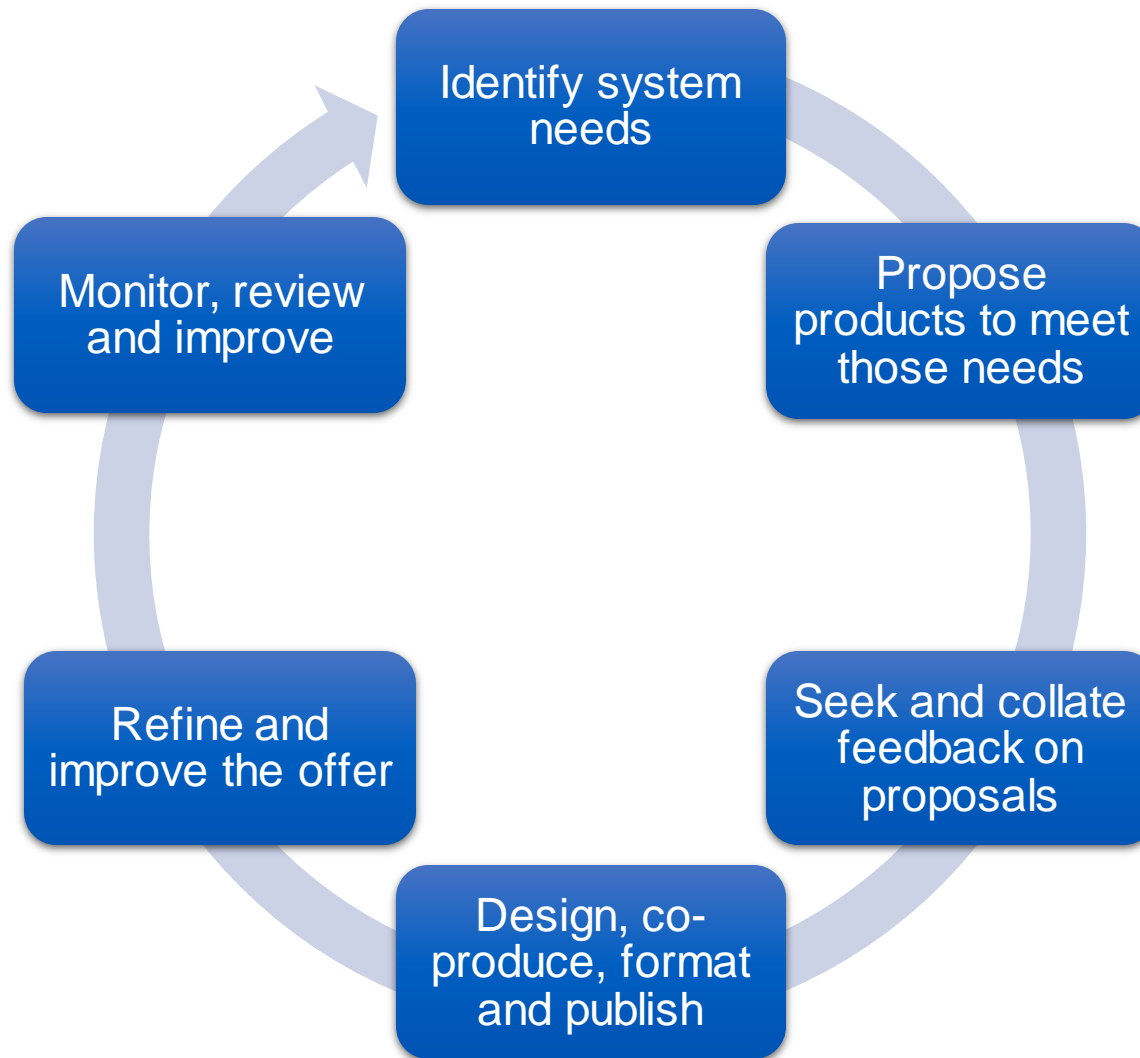 Identify system
needs
Propose
products to meet
those needs
Seek and collate
feedback on
proposals
Design, co-
produce, format
and publish
Refine and
improve the offer
Monitor, review
and improve